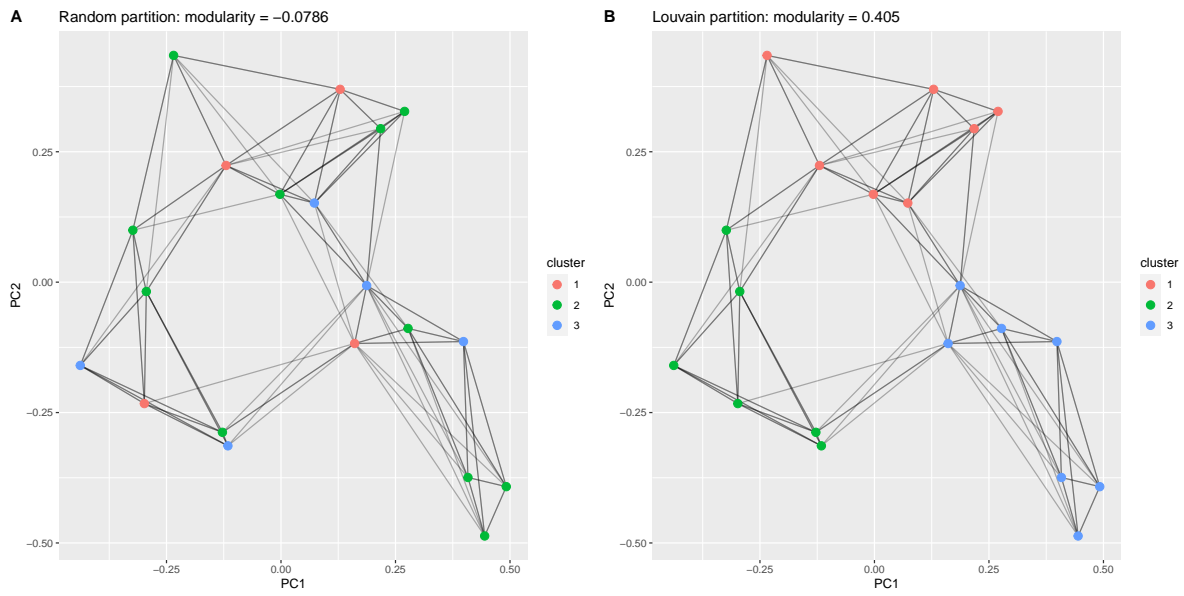 A
Random partition: modularity = −0.0786
PC2
0.25
0.00
−0.25
−0.50
−0.25
0.00
0.25
0.50
PC1
cluster
1
2
3
B
Louvain partition: modularity = 0.405
PC2
0.25
0.00
−0.25
−0.50
−0.25
0.00
0.25
0.50
PC1
cluster
1
2
3